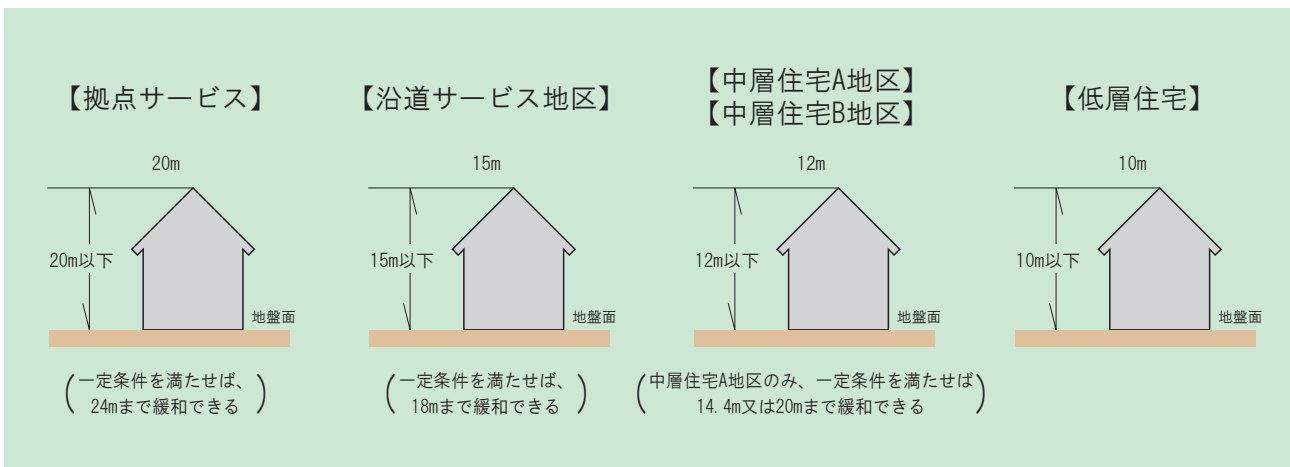 【拠点サービス】
20m
20m以下
地盤面
(一定条件を満たせば、
24mまで緩和できる)
【沿道サービス地区】
15m
15m以下
地盤面
(一定条件を満たせば、
18mまで緩和できる)
【中層住宅A地区】
【中層住宅B地区】
12m
12m以下
地盤面
(中層住宅A地区のみ、一定条件を満たせば
14.4m又は20mまで緩和できる)
【低層住宅】
10m
10m以下
地盤面